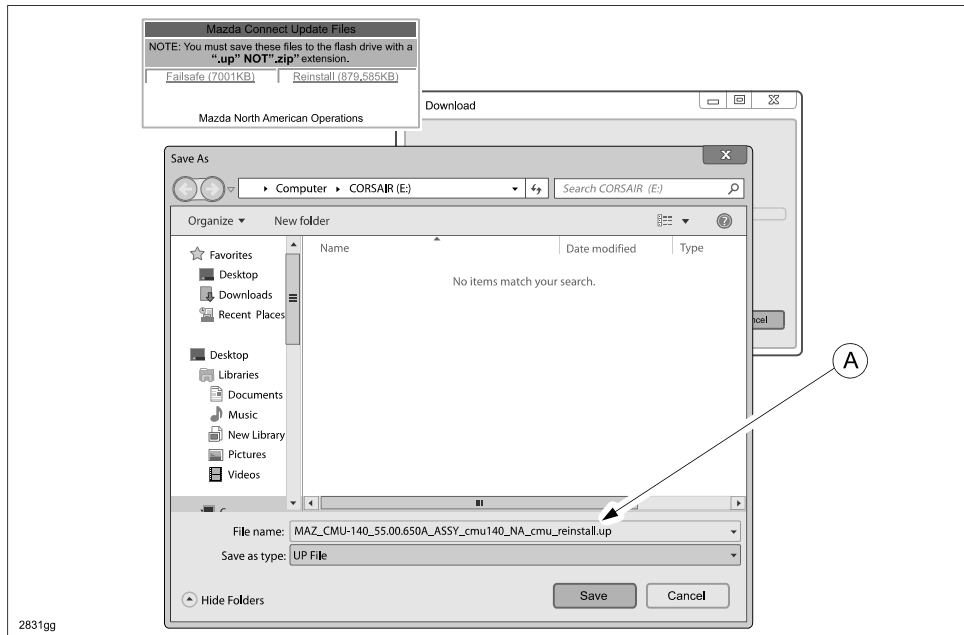 Mazda Connect Update Files
NOTE: You must save these files to the flash drive with a
“.up” NOT”.zip” extension.
Failsafe (7001KB) Reinstall (879,585KB)
Mazda North American Operations
Download
Save As
Computer CORSAIR (E:)
Search CORSAIR (E:)
Organize New folder
Name Date modified Type
No items match your search.
Favorites
Desktop
Downloads
Recent Places
Desktop
Libraries
Documents
Music
New Library
Pictures
Videos
ncel
A
File name: MAZ_CMU-140_55.00.650A_ASSY_cmu140_NA_cmu_reinstall.up
Save as type: UP File
Hide Folders
Save Cancel
2831gg